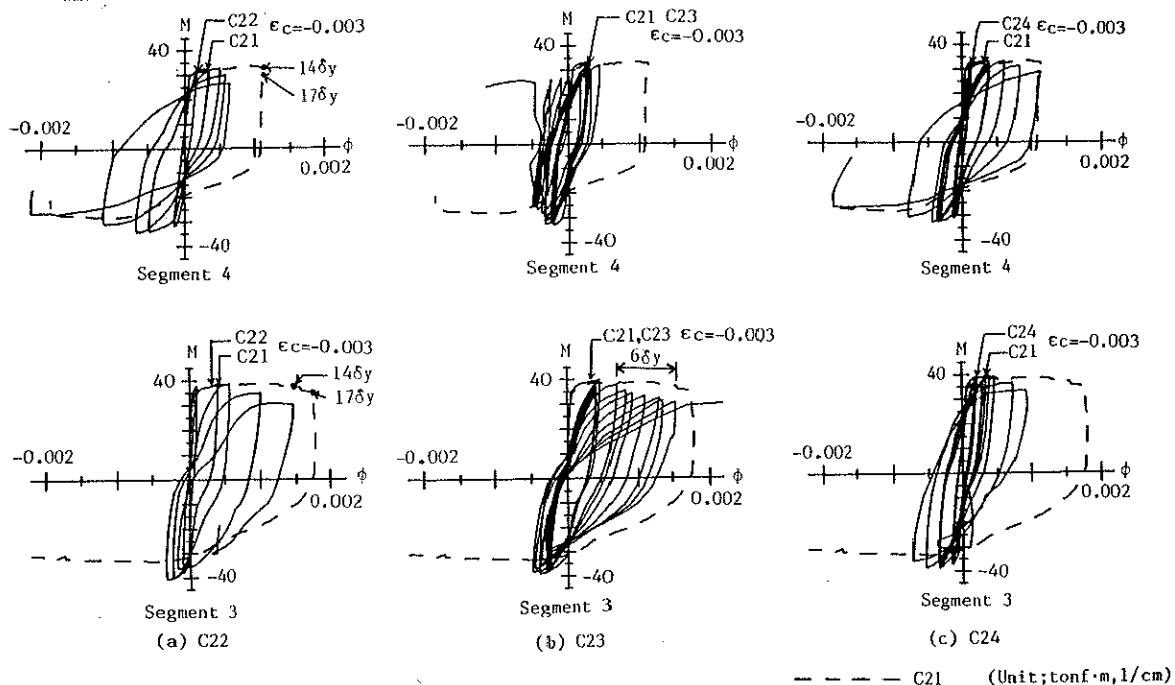 M
C22
C21
εc=-0.003
40
14δy
17δy
-0.002
φ
0.002
-40
Segment 4
M
C21 C23
εc=-0.003
40
-0.002
φ
0.002
-40
Segment 4
M
C24
C21
εc=-0.003
40
-0.002
φ
0.002
-40
Segment 4
M
C22
C21
εc=-0.003
40
14δy
17δy
-0.002
φ
0.002
-40
Segment 3
(a) C22
M
C21,C23 εc=-0.003
6δy
40
-0.002
φ
0.002
-40
Segment 3
(b) C23
M
C24
C21
εc=-0.003
40
-0.002
φ
0.002
-40
Segment 3
(c) C24
C21 (Unit;tonf·m,1/cm)